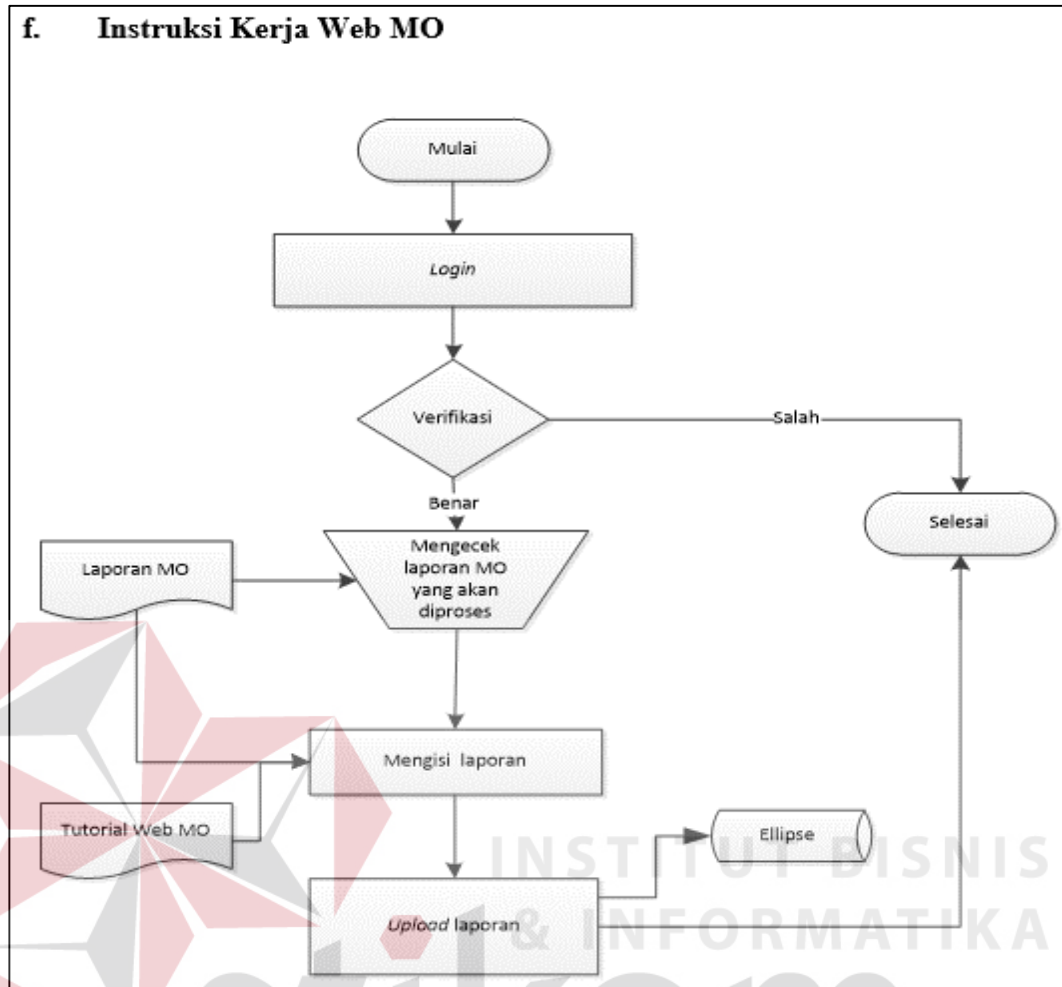 f. Instruksi Kerja Web MO
Mulai
Login
Verifikasi
Salah
Benar
Selesai
Mengecek
laporan MO
yang akan
diproses
Laporan MO
Mengisi laporan
Tutorial Web MO
Ellipse
Upload laporan
INSTITUT BISNIS
& INFORMATIKA